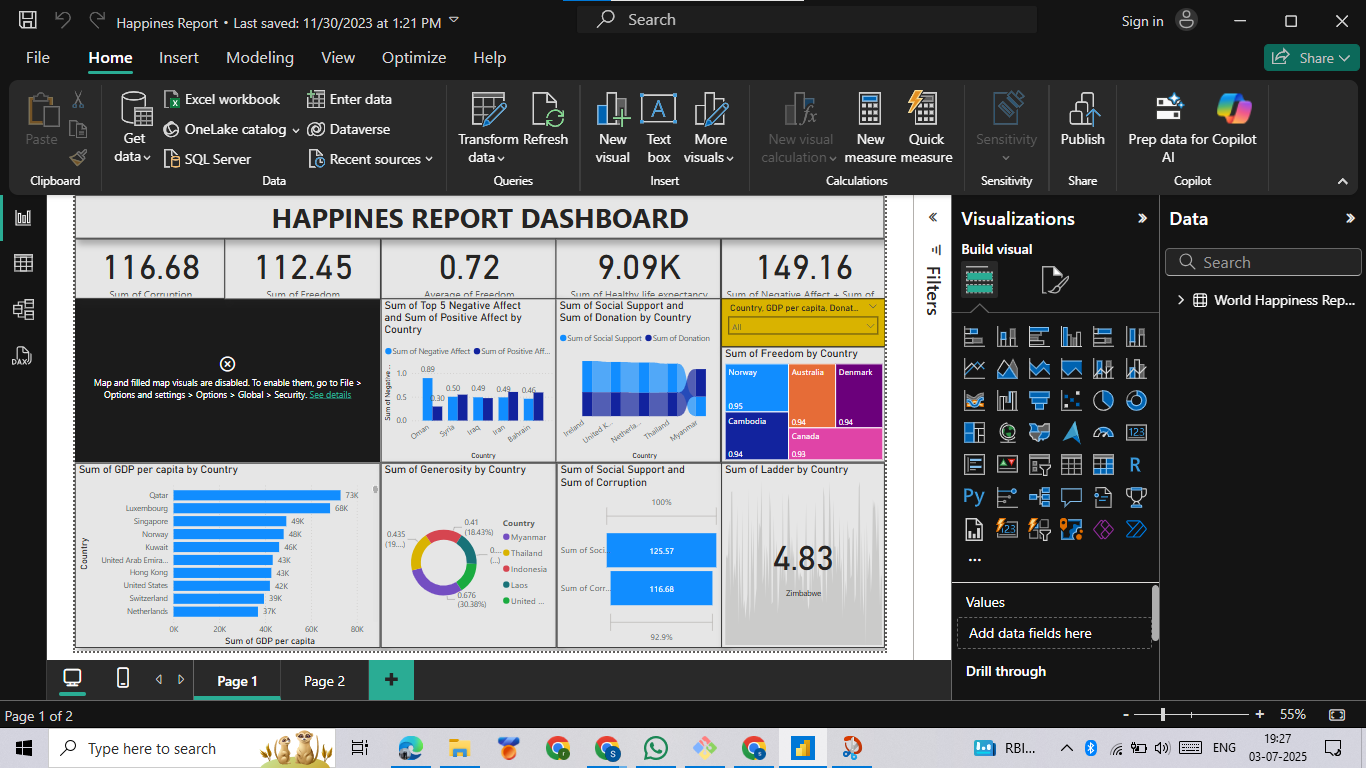 Happines Report • Last saved: 11/30/2023 at 1:21 PM
Search
Sign in
File
Home
Insert
Modeling
View
Optimize
Help
Share
Paste
Clipboard
Get data
Excel workbook
OneLake catalog
SQL Server
Enter data
Dataverse
Recent sources
Data
Transform data
Refresh
Queries
New visual
Text box
More visuals
Insert
New visual calculation
New measure
Quick measure
Calculations
Sensitivity
Sensitivity
Publish
Share
Prep data for AI
Copilot
Copilot
HAPPINES REPORT DASHBOARD
116.68
Sum of Corruption
112.45
Sum of Freedom
0.72
Average of Freedom
9.09K
Sum of Healthy life expectancy
149.16
Sum of Negative Affect + Sum of
Map and filled map visuals are disabled. To enable them, go to File >
Options and settings > Options > Global > Security. See details
Sum of Top 5 Negative Affect
and Sum of Positive Affect by
Country
Sum of Negative Affect
Sum of Positive Aff...
Sum of Negative ...
1.0
0.5
0.0
0.89
0.30
0.50
0.49
0.49
0.46
Oman
Syria
Iraq
Iran
Bahrain
Country
Sum of Social Support and
Sum of Donation by Country
Sum of Social Support
Sum of Donation
Ireland
United K...
Netherla...
Thailand
Myanmar
Country
Country, GDP per capita, Donat...
All
Sum of Freedom by Country
Norway
0.95
Australia
0.94
Denmark
0.94
Cambodia
0.94
Canada
0.93
Sum of GDP per capita by Country
Country
Qatar
73K
Luxembourg
68K
Singapore
49K
Norway
48K
Kuwait
46K
United Arab Emira...
43K
Hong Kong
43K
United States
42K
Switzerland
39K
Netherlands
37K
0K
20K
40K
60K
80K
Sum of GDP per capita
Sum of Generosity by Country
0.41
(18.43%)
0.435
(19....)
0....
(...)
0.676
(30.38%)
Country
Myanmar
Thailand
Indonesia
Laos
United ...
Sum of Social Support and
Sum of Corruption
100%
Sum of Soci...
125.57
Sum of Corr...
116.68
92.9%
Sum of Ladder by Country
4.83
Zimbabwe
Filters
Visualizations
Build visual
R
Py
123
Values
Add data fields here
Drill through
Data
Search
World Happiness Rep...
DAX
Page 1
Page 2
Page 1 of 2
55%
Type here to search
RBI...
ENG
19:27
03-07-2025